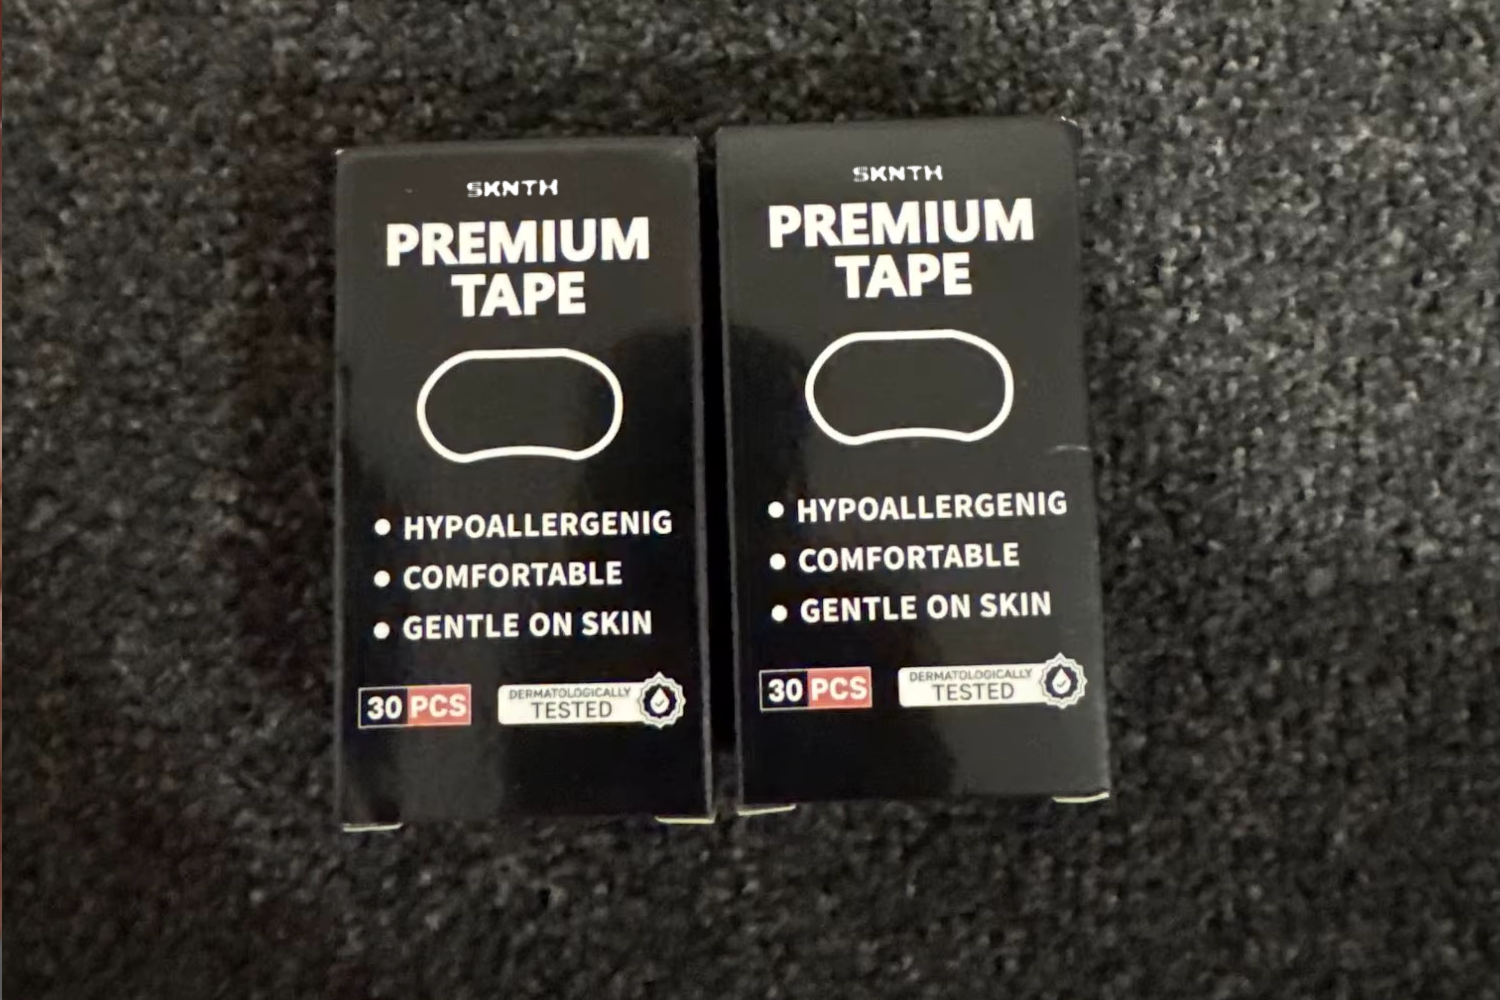 SKNTH
PREMIUM
TAPE
HYPOALLERGENIG
COMFORTABLE
GENTLE ON SKIN
30 PCS
DERMATOLOGICALLY
TESTED
SKNTH
PREMIUM
TAPE
HYPOALLERGENIG
COMFORTABLE
GENTLE ON SKIN
30 PCS
DERMATOLOGICALLY
TESTED